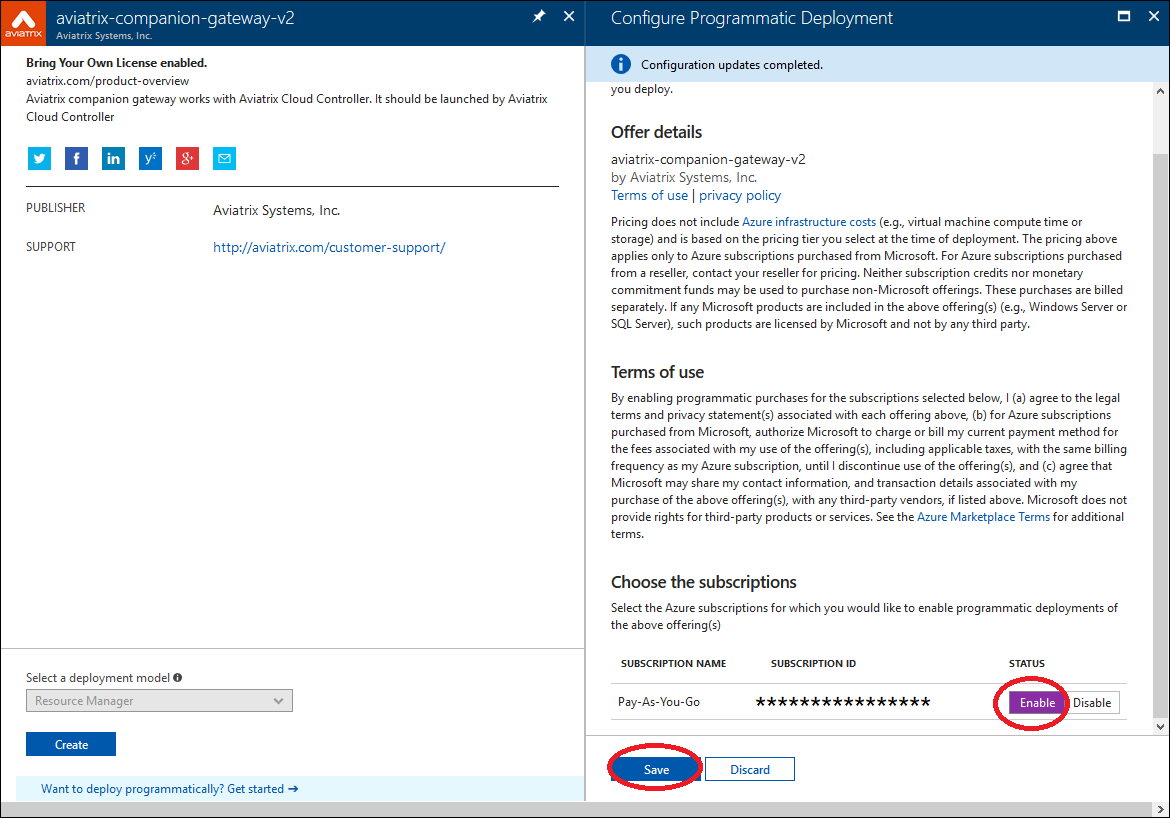 aviatrix
aviatrix-companion-gateway-v2
Aviatrix Systems, Inc.
Bring Your Own License enabled.
aviatrix.com/product-overview
Aviatrix companion gateway works with Aviatrix Cloud Controller. It should be launched by Aviatrix
Cloud Controller
f
in
y
g+
PUBLISHER
Aviatrix Systems, Inc.
SUPPORT
http://aviatrix.com/customer-support/
Select a deployment model
Resource Manager
Create
Want to deploy programmatically? Get started →
Configure Programmatic Deployment
Configuration updates completed.
you deploy.
Offer details
aviatrix-companion-gateway-v2
by Aviatrix Systems, Inc.
Terms of use | privacy policy
Pricing does not include Azure infrastructure costs (e.g., virtual machine compute time or
storage) and is based on the pricing tier you select at the time of deployment. The pricing above
applies only to Azure subscriptions purchased from Microsoft. For Azure subscriptions purchased
from a reseller, contact your reseller for pricing. Neither subscription credits nor monetary
commitment funds may be used to purchase non-Microsoft offerings. These purchases are billed
separately. If any Microsoft products are included in the above offering(s) (e.g., Windows Server or
SQL Server), such products are licensed by Microsoft and not by any third party.
Terms of use
By enabling programmatic purchases for the subscriptions selected below, I (a) agree to the legal
terms and privacy statement(s) associated with each offering above, (b) for Azure subscriptions
purchased from Microsoft, authorize Microsoft to charge or bill my current payment method for
the fees associated with my use of the offering(s), including applicable taxes, with the same billing
frequency as my Azure subscription, until I discontinue use of the offering(s), and (c) agree that
Microsoft may share my contact information, and transaction details associated with my
purchase of the above offering(s), with any third-party vendors, if listed above. Microsoft does not
provide rights for third-party products or services. See the Azure Marketplace Terms for additional
terms.
Choose the subscriptions
Select the Azure subscriptions for which you would like to enable programmatic deployments of
the above offering(s)
SUBSCRIPTION NAME SUBSCRIPTION ID STATUS
Pay-As-You-Go **************** Enable Disable
Save Discard